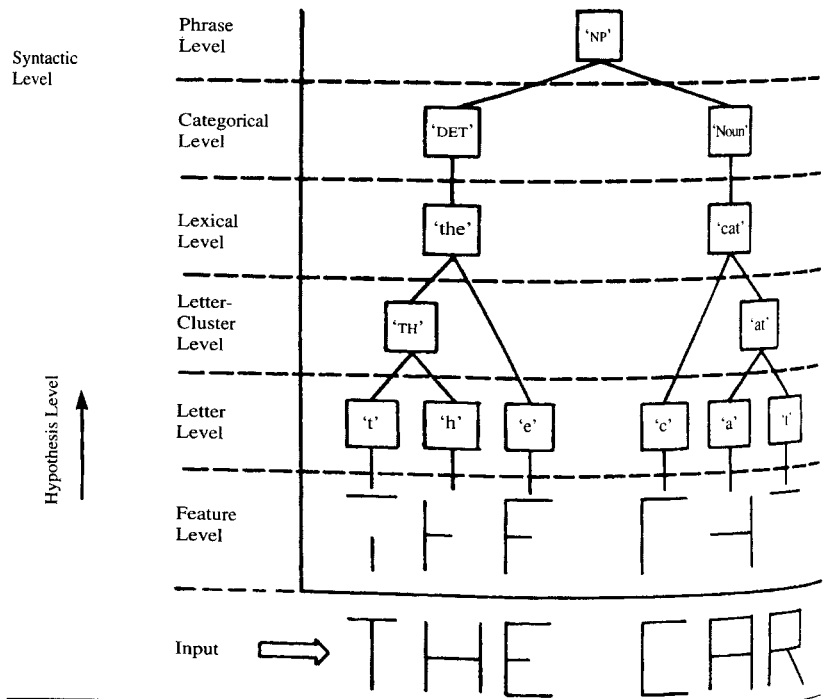 Phrase Level
'NP'
Syntactic Level
Categorical Level
'DET' 'Noun'
Lexical Level
'the' 'cat'
Letter-
Cluster
Level
'TH' 'at'
Hypothesis Level
Letter Level
't' 'h' 'e' 'c' 'a'
Feature Level
Input
THE CAR